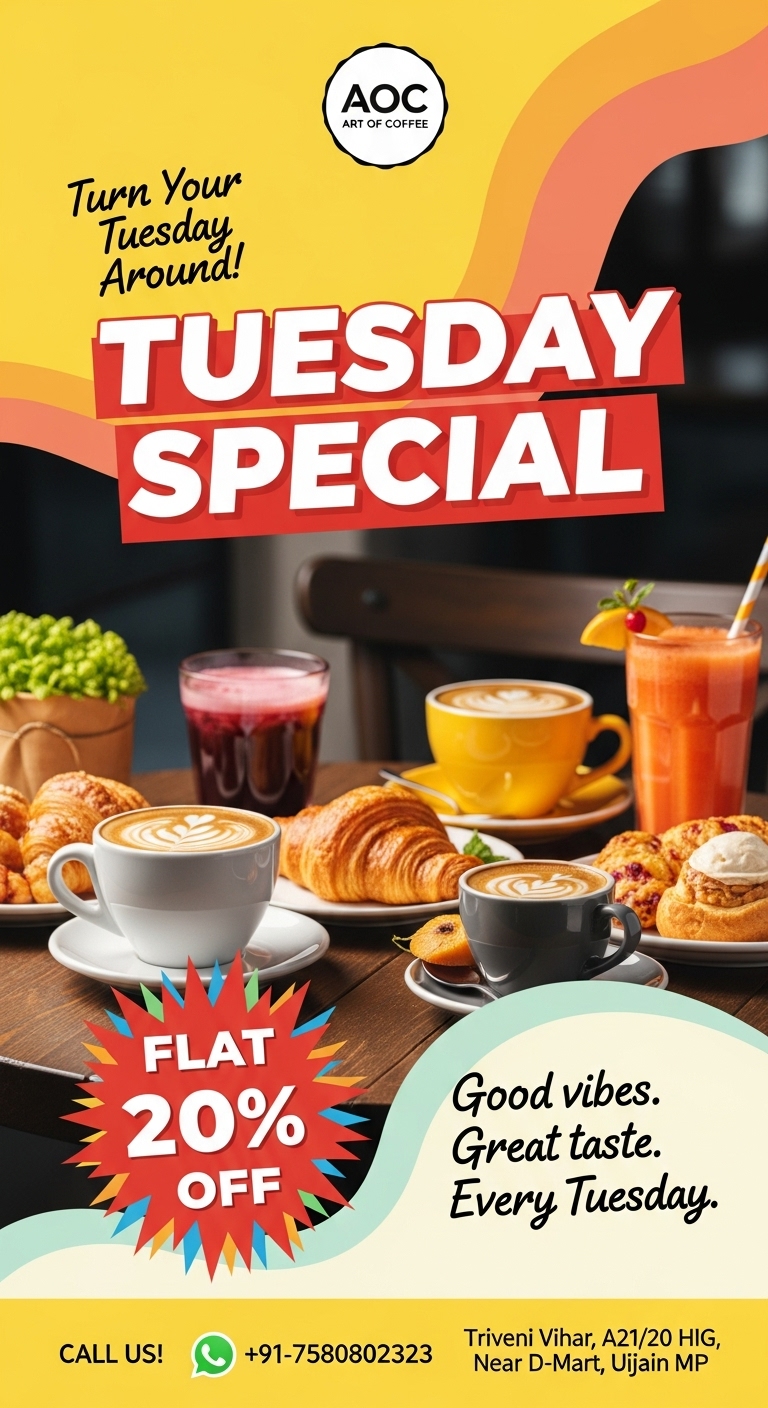 AOC
ART OF COFFEE
Turn Your
Tuesday
Around!
TUESDAY
SPECIAL
FLAT
20%
OFF
Good vibes.
Great taste.
Every Tuesday.
CALL US! +91-7580802323
Triveni Vihar, A21/20 HIG,
Near D-Mart, Uijain MP